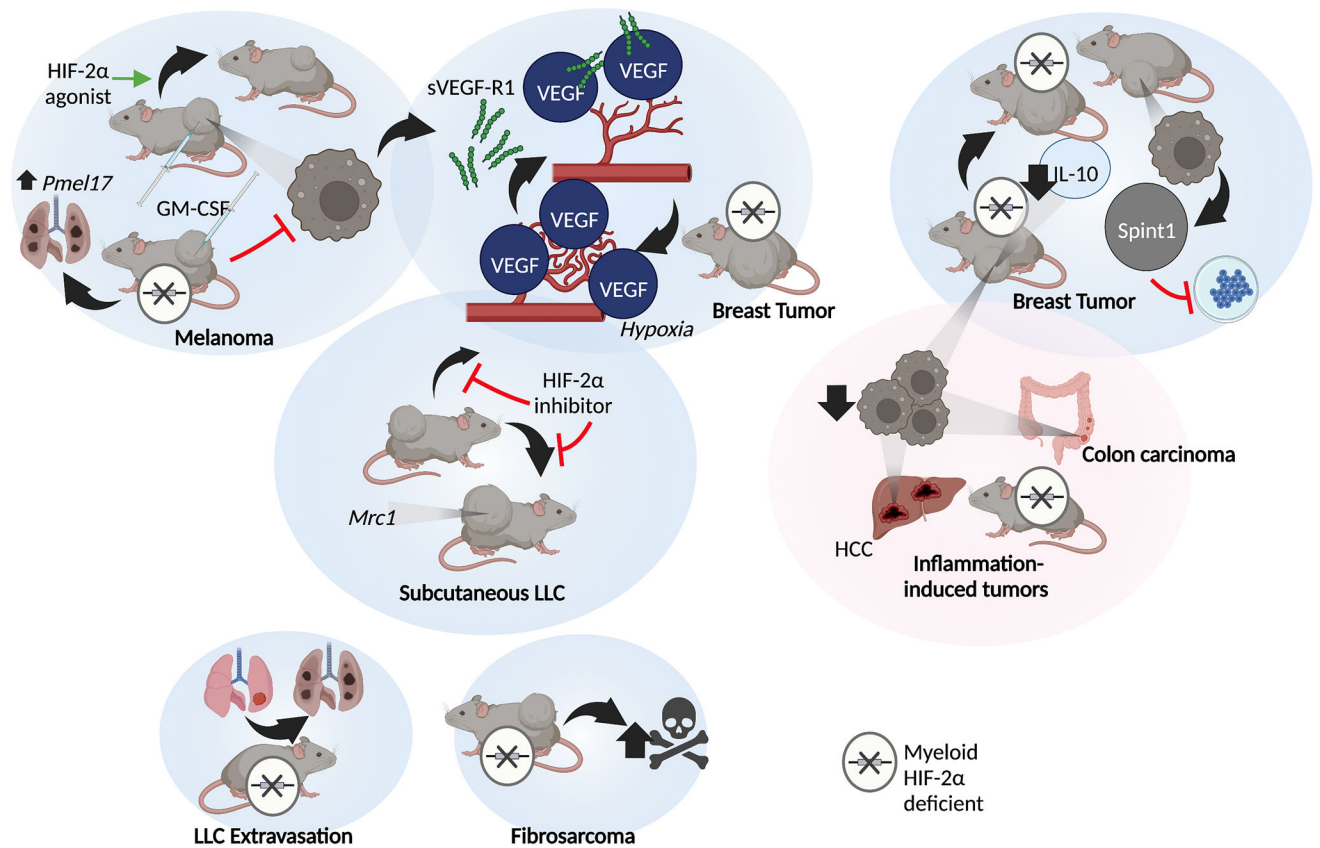 HIF-2α
agonist
Pmel17
GM-CSF
Melanoma
sVEGF-R1
VEGF
VEGF
VEGF
VEGF
VEGF
Hypoxia
Breast Tumor
HIF-2α
inhibitor
Mrc1
Subcutaneous LLC
IL-10
Spint1
Breast Tumor
Colon carcinoma
HCC
Inflammation-
induced tumors
LLC Extravasation
Fibrosarcoma
Myeloid
HIF-2α
deficient